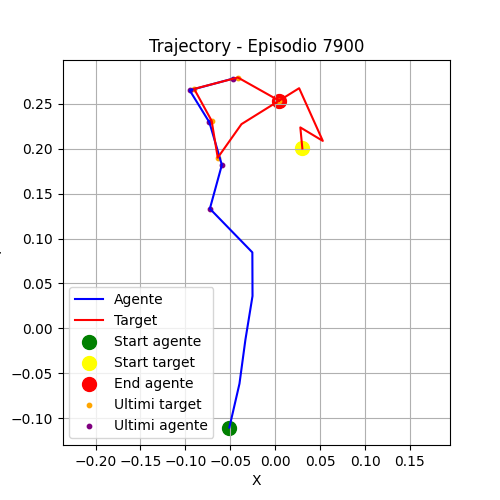 Trajectory - Episodio 7900
0.25
0.20
0.15
0.10
0.05
0.00
−0.05
−0.10
Agente
Target
Start agente
Start target
End agente
Ultimi target
Ultimi agente
−0.20 −0.15 −0.10 −0.05 0.00 0.05 0.10 0.15
X